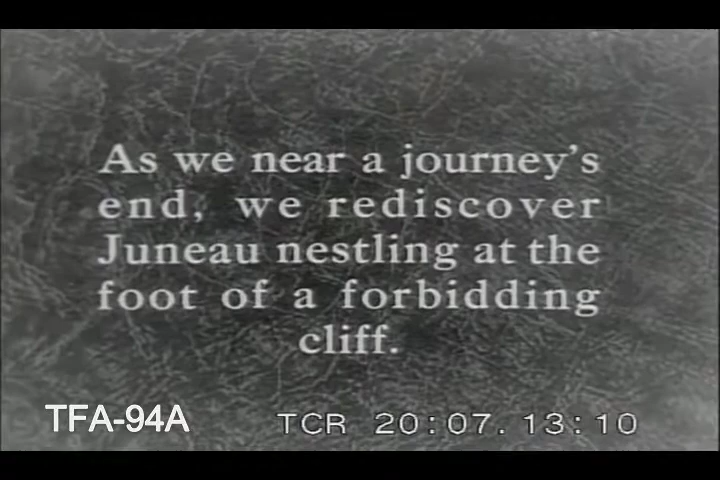 As we near a journey's
end, we rediscover
Juneau nestling at the
foot of a forbidding
cliff.
TFA-94A TCR 20:07.13:10